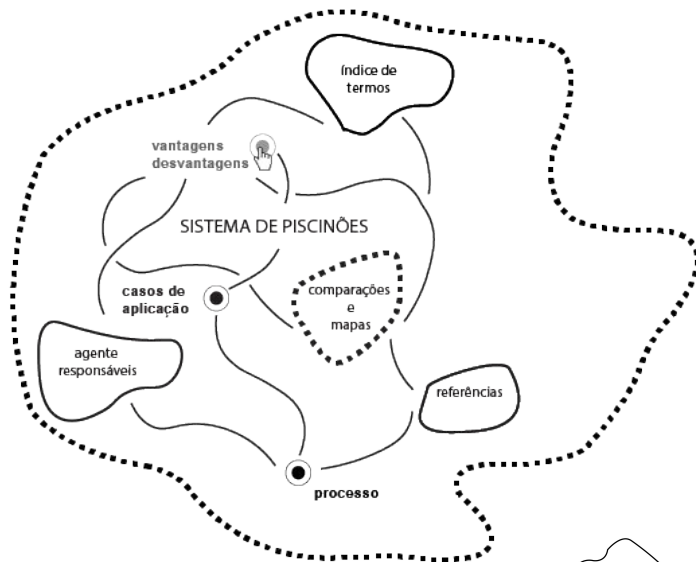 índice de
termos
vantagens
desvantagens
SISTEMA DE PISCINÕES
casos de
aplicação
comparações
e
mapas
agente
responsáveis
referências
processo